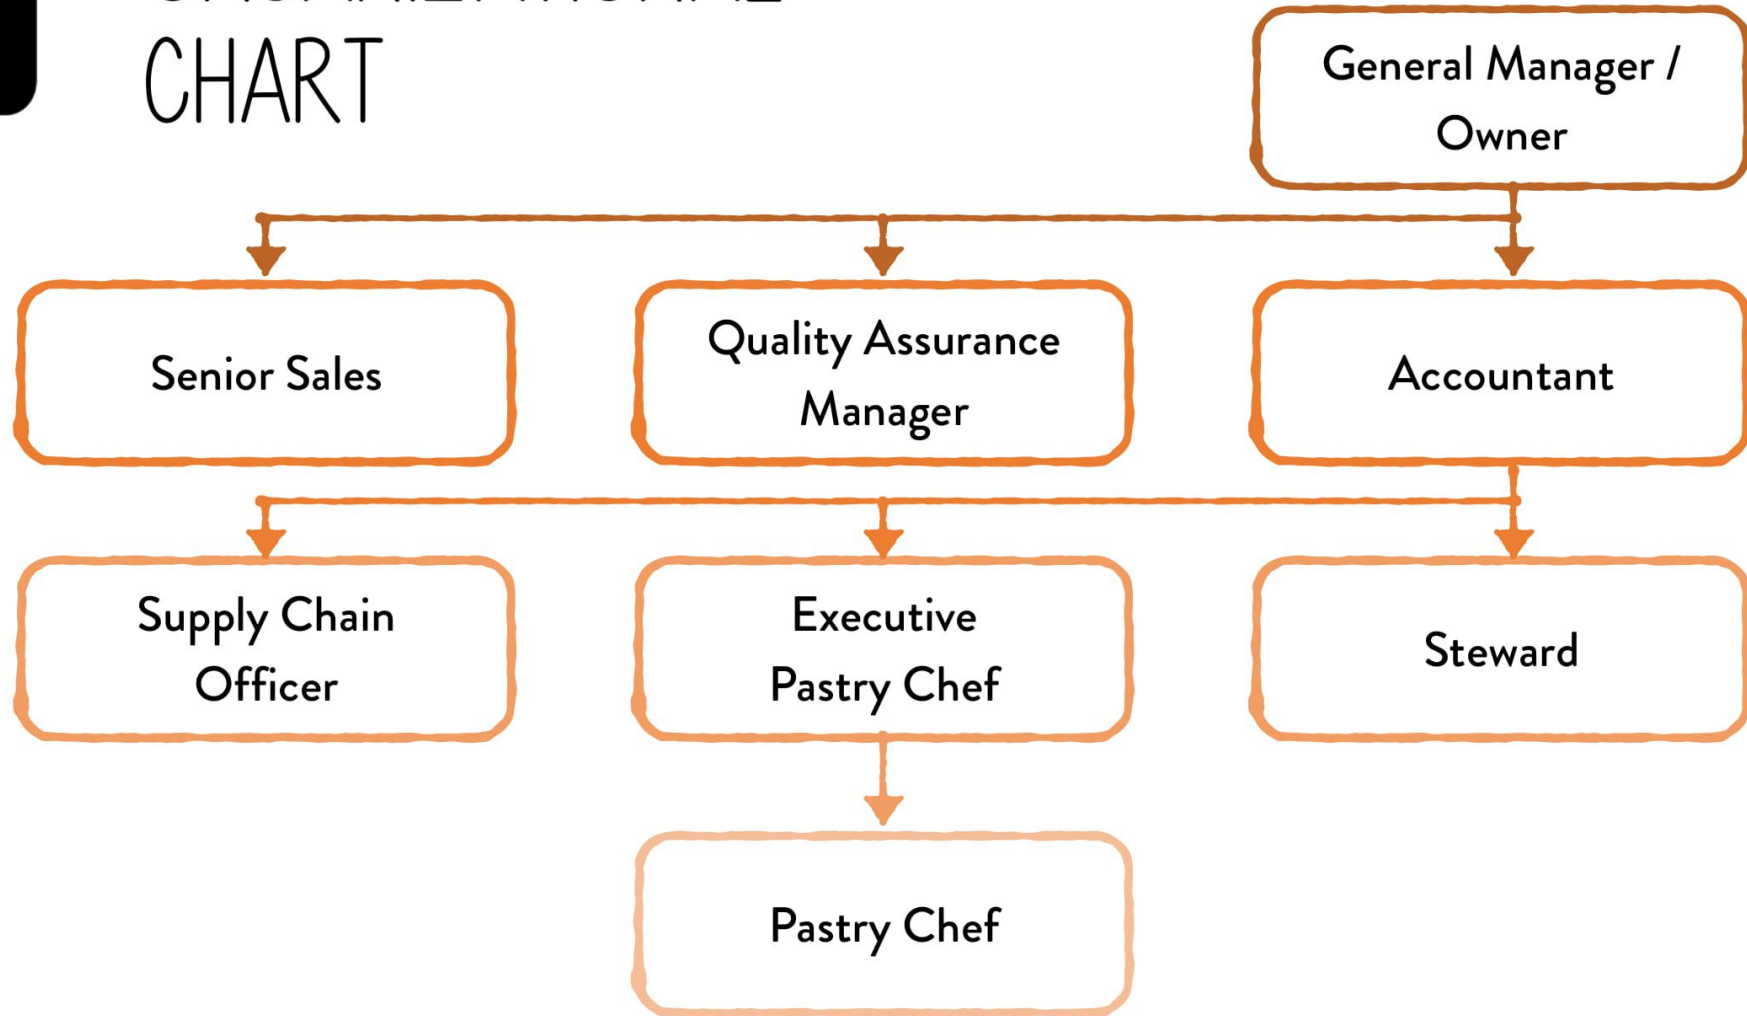 ORGANIZATIONAL
CHART
General Manager /
Owner
Senior Sales
Quality Assurance
Manager
Accountant
Supply Chain
Officer
Executive
Pastry Chef
Steward
Pastry Chef